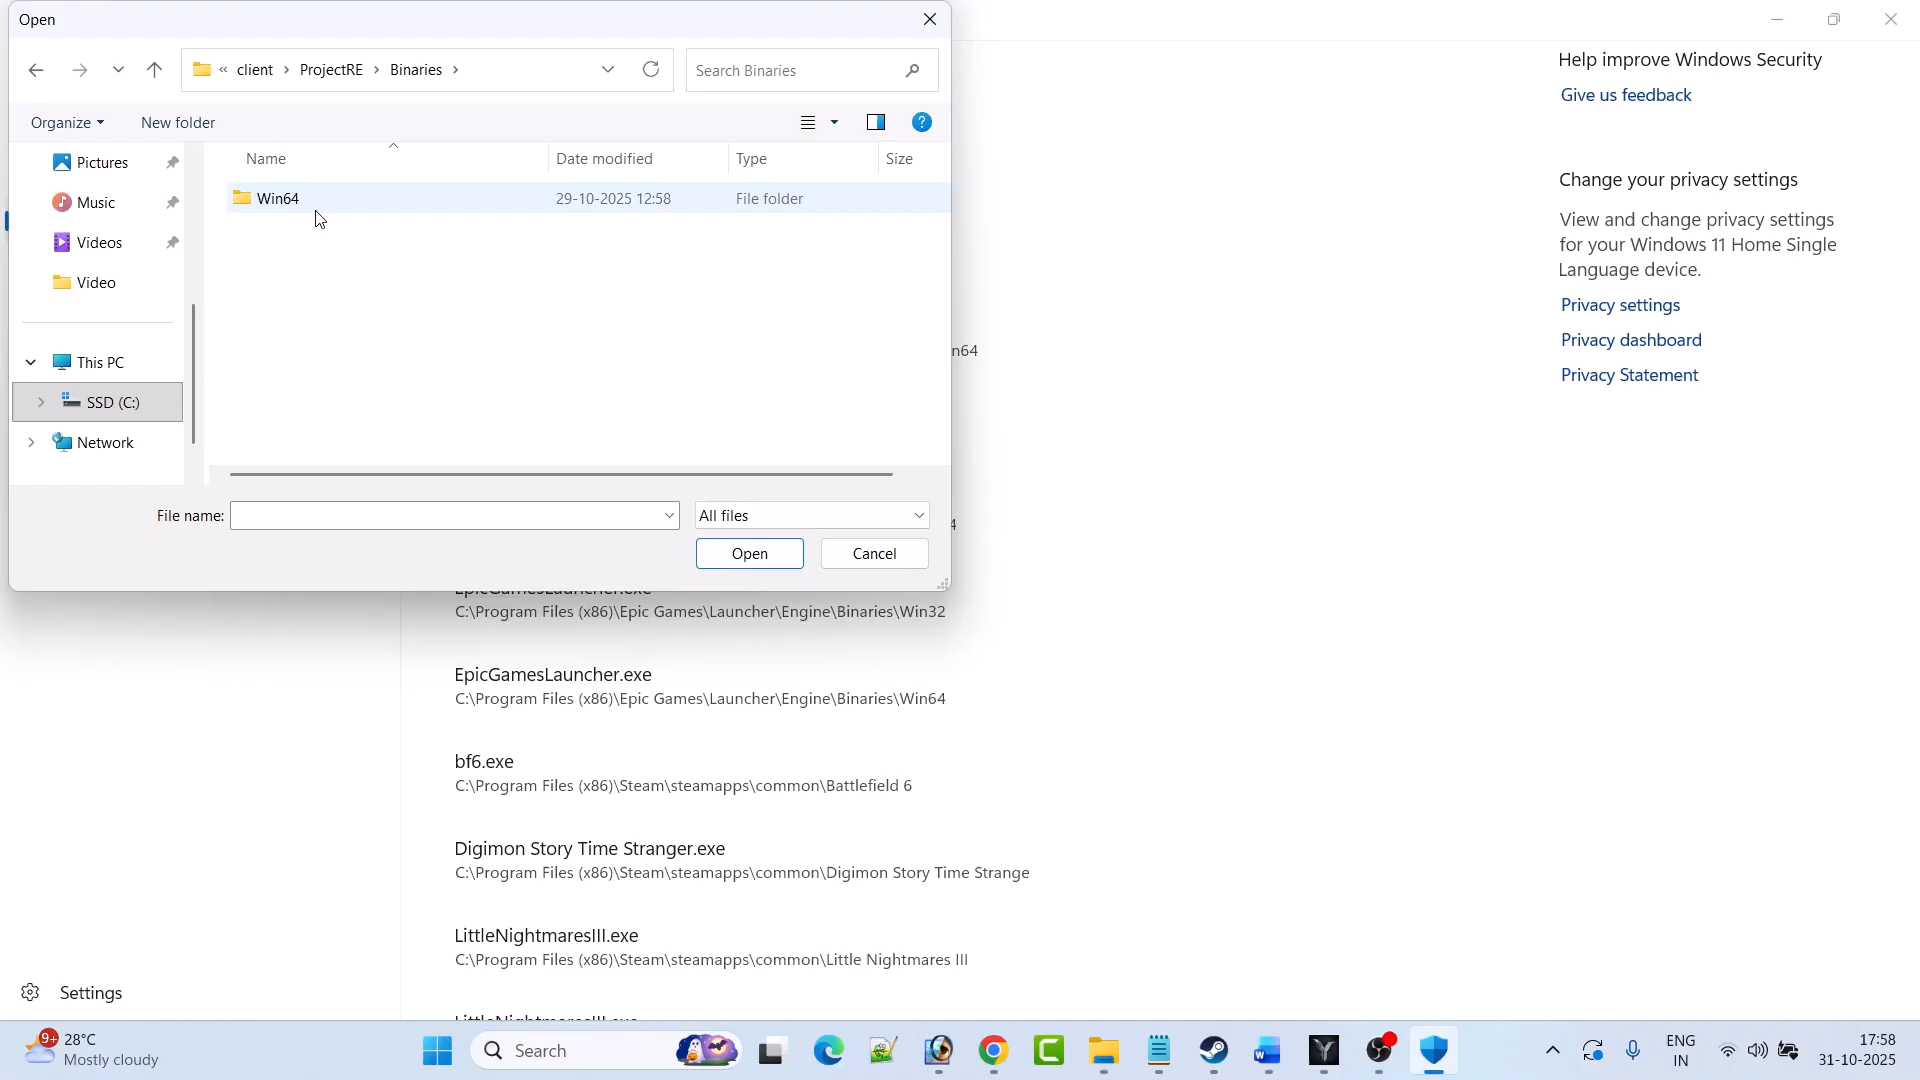 Open
« client > ProjectRE > Binaries >
Search Binaries
Organize
New folder
?
Pictures
Music
Videos
Video
This PC
SSD (C:)
Network
Name
Date modified
Type
Size
Win64
29-10-2025 12:58
File folder
File name:
All files
Open
Cancel
Help improve Windows Security
Give us feedback
Change your privacy settings
View and change privacy settings
for your Windows 11 Home Single
Language device.
Privacy settings
Privacy dashboard
Privacy Statement
n64
4
EpicGamesLauncher.exe
C:\Program Files (x86)\Epic Games\Launcher\Engine\Binaries\Win32
EpicGamesLauncher.exe
C:\Program Files (x86)\Epic Games\Launcher\Engine\Binaries\Win64
bf6.exe
C:\Program Files (x86)\Steam\steamapps\common\Battlefield 6
Digimon Story Time Stranger.exe
C:\Program Files (x86)\Steam\steamapps\common\Digimon Story Time Strange
LittleNightmaresIII.exe
C:\Program Files (x86)\Steam\steamapps\common\Little Nightmares III
LittleNightmaresIII.exe
Settings
9+
28°C
Mostly cloudy
Search
ENG
IN
17:58
31-10-2025